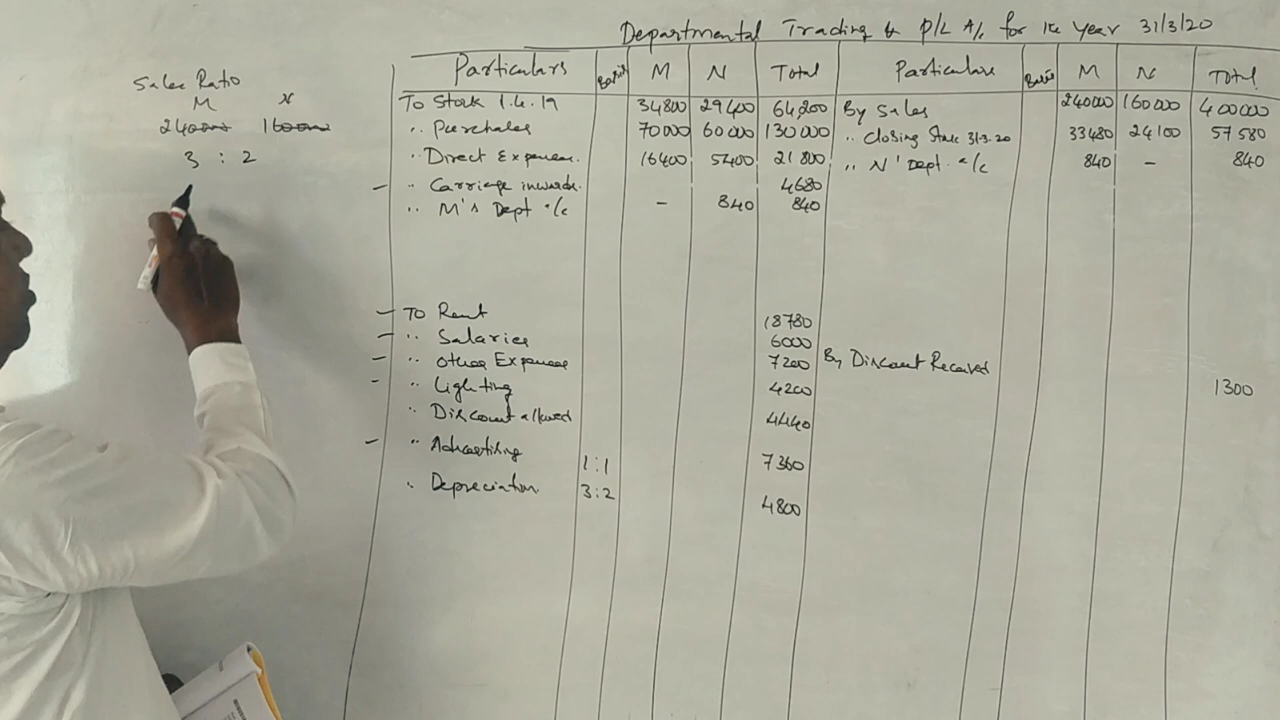 Departmental Trading & P/L A/c for the Year 31/3/20
Sales Ratio
M N
240000 160000
3 : 2
Particulars Basis M N Total Particulars Basis M N Total
To Stock 1.4.19 34800 29400 64200 By Sales 240000 160000 400000
" Purchases 70000 60000 130000 " Closing Stock 31.3.20 33480 24100 57580
" Direct Expenses 16400 5400 21800 " N' Dept. a/c 840 - 840
- " Carriage inwards. 4680
" M's Dept a/c - 840 840
- To Rent 18780
- " Salaries 6000
- " Other Expenses 7200 By Discount Received 1300
- " Lighting 4200
" Discount allowed 4440
- " Advertising 1:1 7360
" Depreciation 3:2 4800